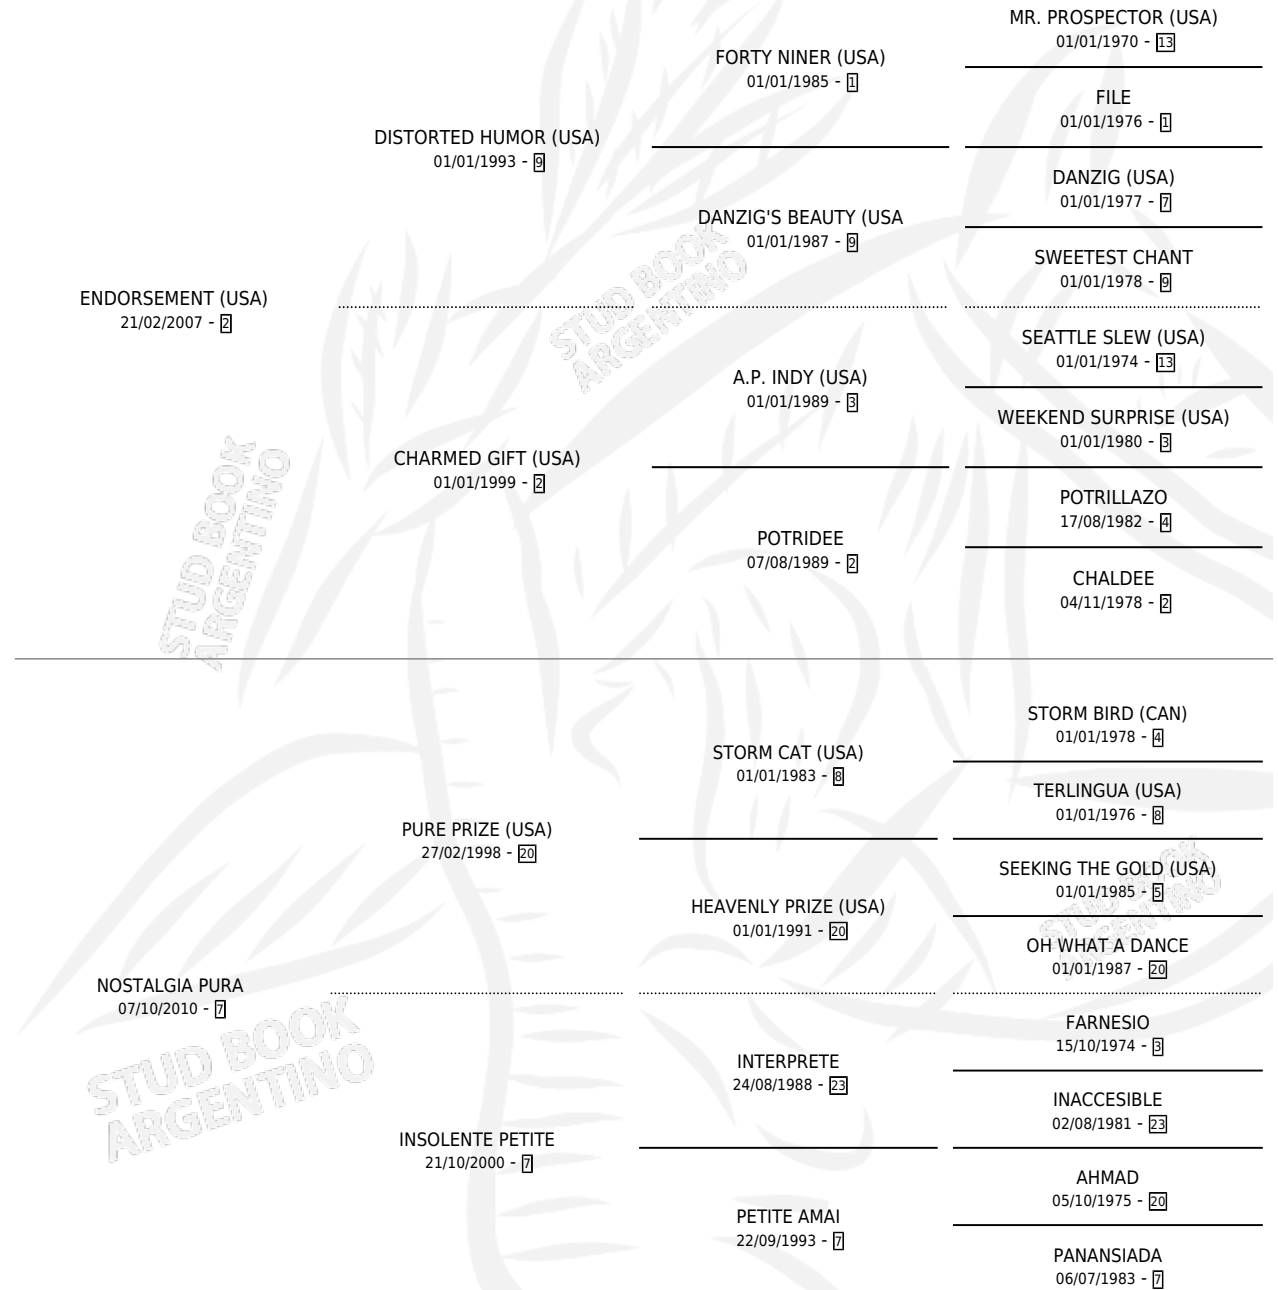 MR. PROSPECTOR (USA)
01/01/1970 - 13
FORTY NINER (USA)
01/01/1985 - 1
FILE
01/01/1976 - 1
DISTORTED HUMOR (USA)
01/01/1993 - 9
DANZIG (USA)
01/01/1977 - 7
DANZIG'S BEAUTY (USA
01/01/1987 - 9
SWEETEST CHANT
01/01/1978 - 9
ENDORSEMENT (USA)
21/02/2007 - 2
SEATTLE SLEW (USA)
01/01/1974 - 13
A.P. INDY (USA)
01/01/1989 - 3
WEEKEND SURPRISE (USA)
01/01/1980 - 3
CHARMED GIFT (USA)
01/01/1999 - 2
POTRILLAZO
17/08/1982 - 4
POTRIDEE
07/08/1989 - 2
CHALDEE
04/11/1978 - 2
STORM BIRD (CAN)
01/01/1978 - 4
STORM CAT (USA)
01/01/1983 - 8
TERLINGUA (USA)
01/01/1976 - 8
PURE PRIZE (USA)
27/02/1998 - 20
SEEKING THE GOLD (USA)
01/01/1985 - 5
HEAVENLY PRIZE (USA)
01/01/1991 - 20
OH WHAT A DANCE
01/01/1987 - 20
NOSTALGIA PURA
07/10/2010 - 7
FARNESIO
15/10/1974 - 3
INTERPRETE
24/08/1988 - 23
INACCESIBLE
02/08/1981 - 23
INSOLENTE PETITE
21/10/2000 - 7
AHMAD
05/10/1975 - 20
PETITE AMAI
22/09/1993 - 7
PANANSIADA
06/07/1983 - 7
STUD BOOK
ARGENTINO
STUD BOOK
ARGENTINO
STUD BOOK
ARGENTINO
STUD BOOK
ARGENTINO